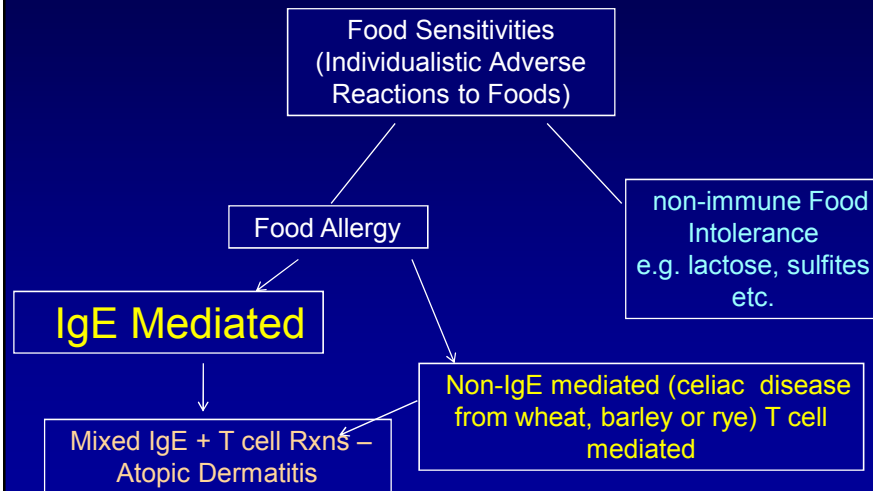 Food Sensitivities
(Individualistic Adverse
Reactions to Foods)
Food Allergy
non-immune Food
Intolerance
e.g. lactose, sulfites
etc.
IgE Mediated
Non-IgE mediated (celiac disease
from wheat, barley or rye) T cell
mediated
Mixed IgE + T cell Rxns –
Atopic Dermatitis